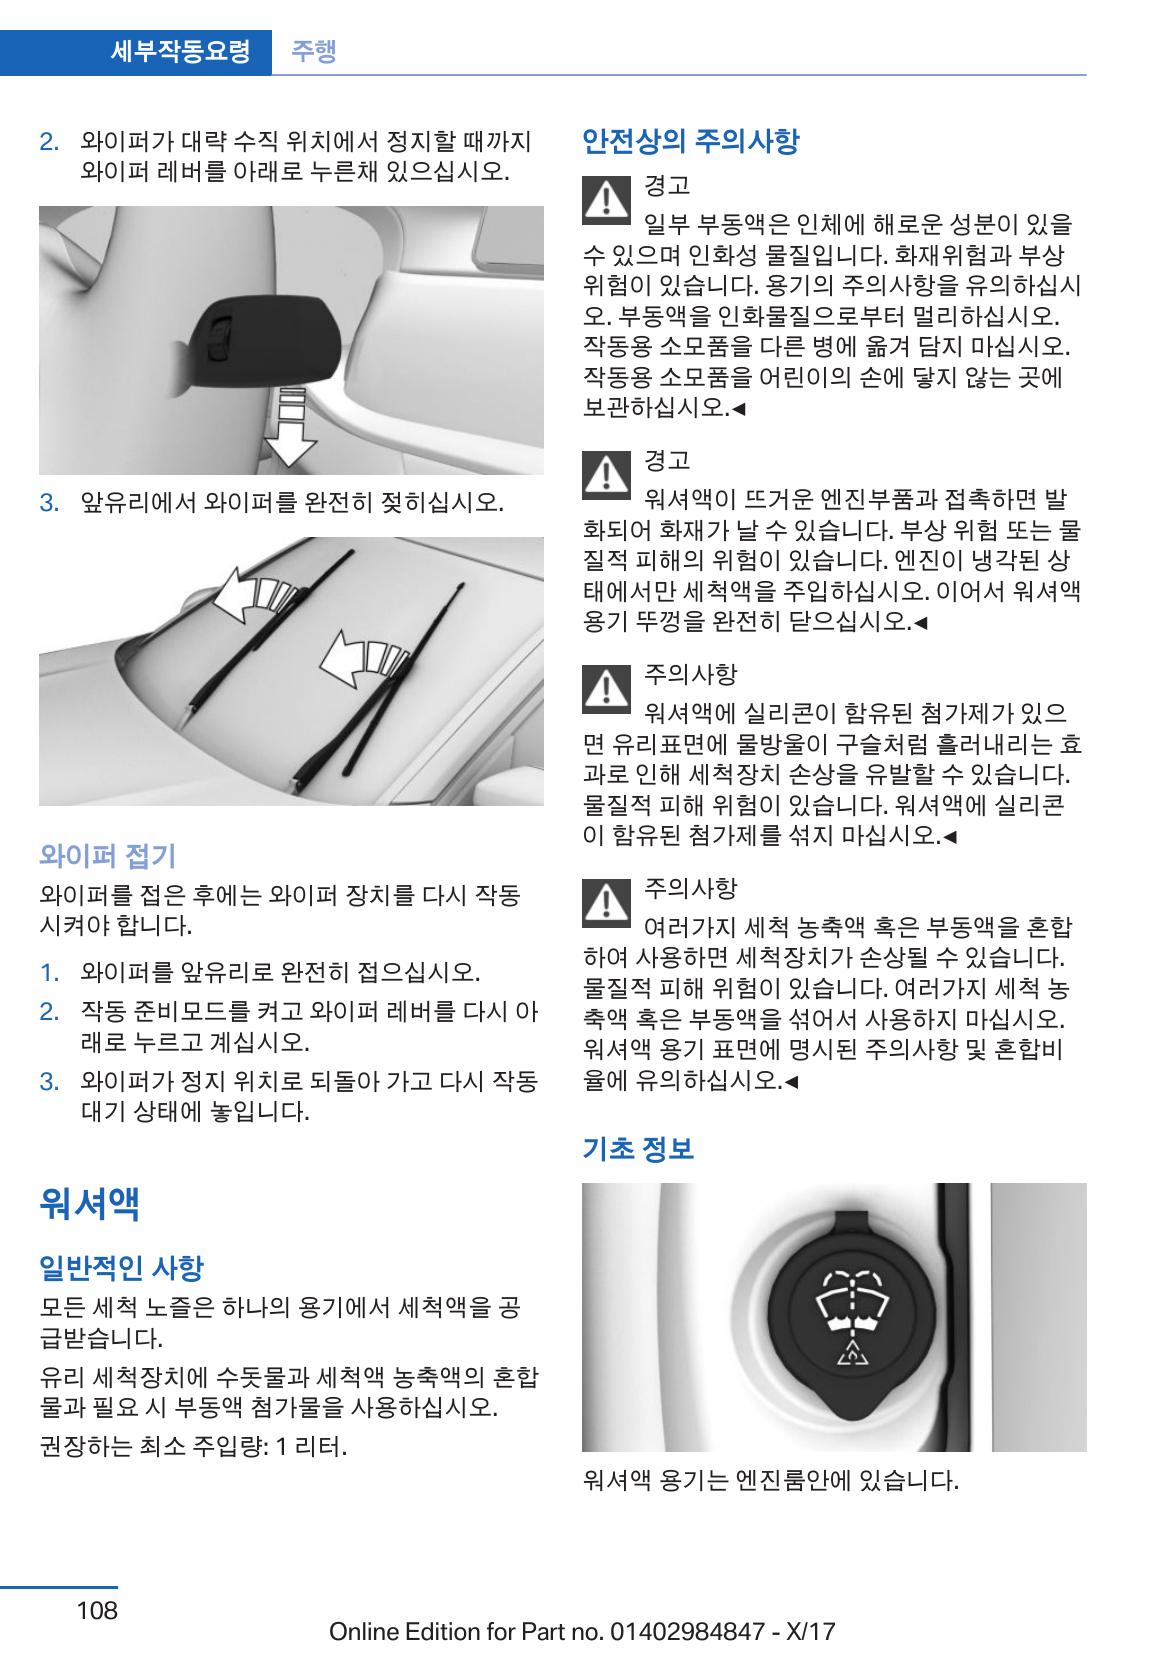 세부작동요령 주행
2. 와이퍼가 대략 수직 위치에서 정지할 때까지
와이퍼 레버를 아래로 누른채 있으십시오.
3. 앞유리에서 와이퍼를 완전히 젖히십시오.
와이퍼 접기
와이퍼를 접은 후에는 와이퍼 장치를 다시 작동
시켜야 합니다.
1. 와이퍼를 앞유리로 완전히 접으십시오.
2. 작동 준비모드를 켜고 와이퍼 레버를 다시 아
래로 누르고 계십시오.
3. 와이퍼가 정지 위치로 되돌아 가고 다시 작동
대기 상태에 놓입니다.
워셔액
일반적인 사항
모든 세척 노즐은 하나의 용기에서 세척액을 공
급받습니다.
유리 세척장치에 수돗물과 세척액 농축액의 혼합
물과 필요 시 부동액 첨가물을 사용하십시오.
권장하는 최소 주입량: 1 리터.
안전상의 주의사항
경고
일부 부동액은 인체에 해로운 성분이 있을
수 있으며 인화성 물질입니다. 화재위험과 부상
위험이 있습니다. 용기의 주의사항을 유의하십시
오. 부동액을 인화물질으로부터 멀리하십시오.
작동용 소모품을 다른 병에 옮겨 담지 마십시오.
작동용 소모품을 어린이의 손에 닿지 않는 곳에
보관하십시오.◄
경고
워셔액이 뜨거운 엔진부품과 접촉하면 발
화되어 화재가 날 수 있습니다. 부상 위험 또는 물
질적 피해의 위험이 있습니다. 엔진이 냉각된 상
태에서만 세척액을 주입하십시오. 이어서 워셔액
용기 뚜껑을 완전히 닫으십시오.◄
주의사항
워셔액에 실리콘이 함유된 첨가제가 있으
면 유리표면에 물방울이 구슬처럼 흘러내리는 효
과로 인해 세척장치 손상을 유발할 수 있습니다.
물질적 피해 위험이 있습니다. 워셔액에 실리콘
이 함유된 첨가제를 섞지 마십시오.◄
주의사항
여러가지 세척 농축액 혹은 부동액을 혼합
하여 사용하면 세척장치가 손상될 수 있습니다.
물질적 피해 위험이 있습니다. 여러가지 세척 농
축액 혹은 부동액을 섞어서 사용하지 마십시오.
워셔액 용기 표면에 명시된 주의사항 및 혼합비
율에 유의하십시오.◄
기초 정보
워셔액 용기는 엔진룸안에 있습니다.
108
Online Edition for Part no. 01402984847 - X/17